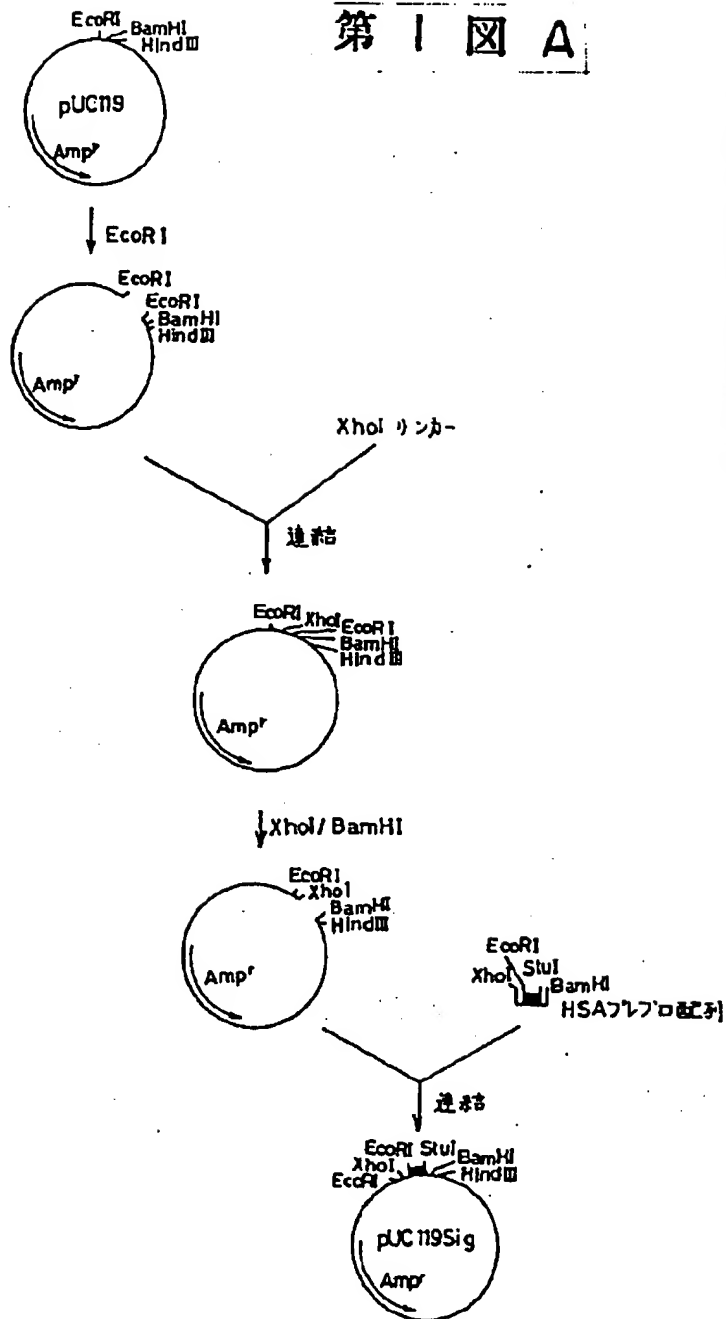 第 1 図 A
EcoRI
BamHI
HindIII
pUC119
Ampʳ
EcoRI
EcoRI
EcoRI
BamHI
HindIII
Ampʳ
XhoI リンカー
連結
EcoRI
XhoI
EcoRI
BamHI
HindIII
Ampʳ
XhoI/BamHI
EcoRI
XhoI
BamHI
HindIII
Ampʳ
EcoRI
StuI
XhoI
BamHI
HSAプレプロ配列
連結
EcoRI StuI
BamHI
XhoI
HindIII
EcoRI
pUC119Sig
Ampʳ